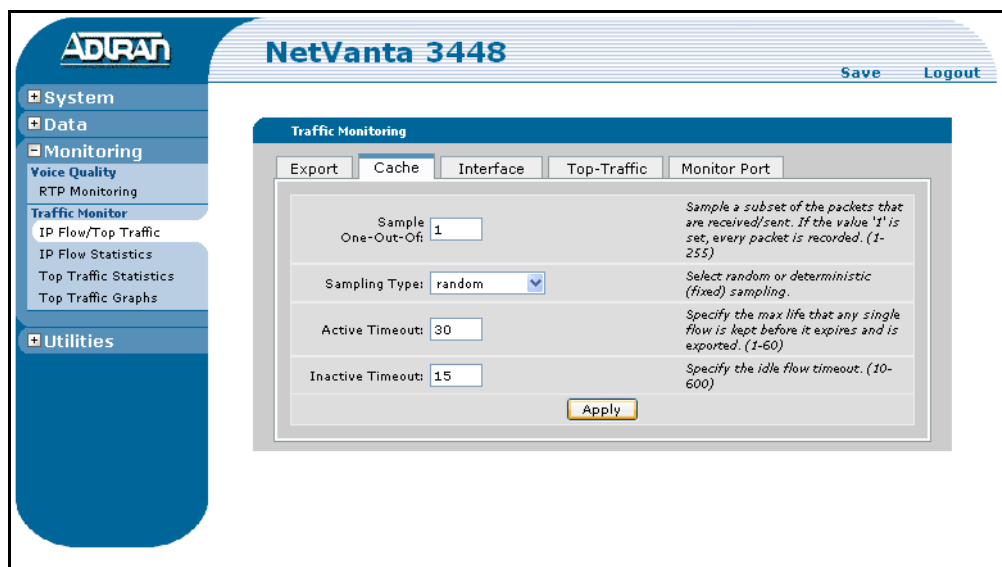 ADTRAN
NetVanta 3448
Save Logout
System
Data
Monitoring
Voice Quality
RTP Monitoring
Traffic Monitor
IP Flow/Top Traffic
IP Flow Statistics
Top Traffic Statistics
Top Traffic Graphs
Utilities
Traffic Monitoring
Export Cache Interface Top-Traffic Monitor Port
Sample
One-Out-Of: 1
Sample a subset of the packets that
are received/sent. If the value '1' is
set, every packet is recorded. (1-
255)
Sampling Type: random
Select random or deterministic
(fixed) sampling.
Active Timeout: 30
Specify the max life that any single
flow is kept before it expires and is
exported. (1-60)
Inactive Timeout: 15
Specify the idle flow timeout. (10-
600)
Apply